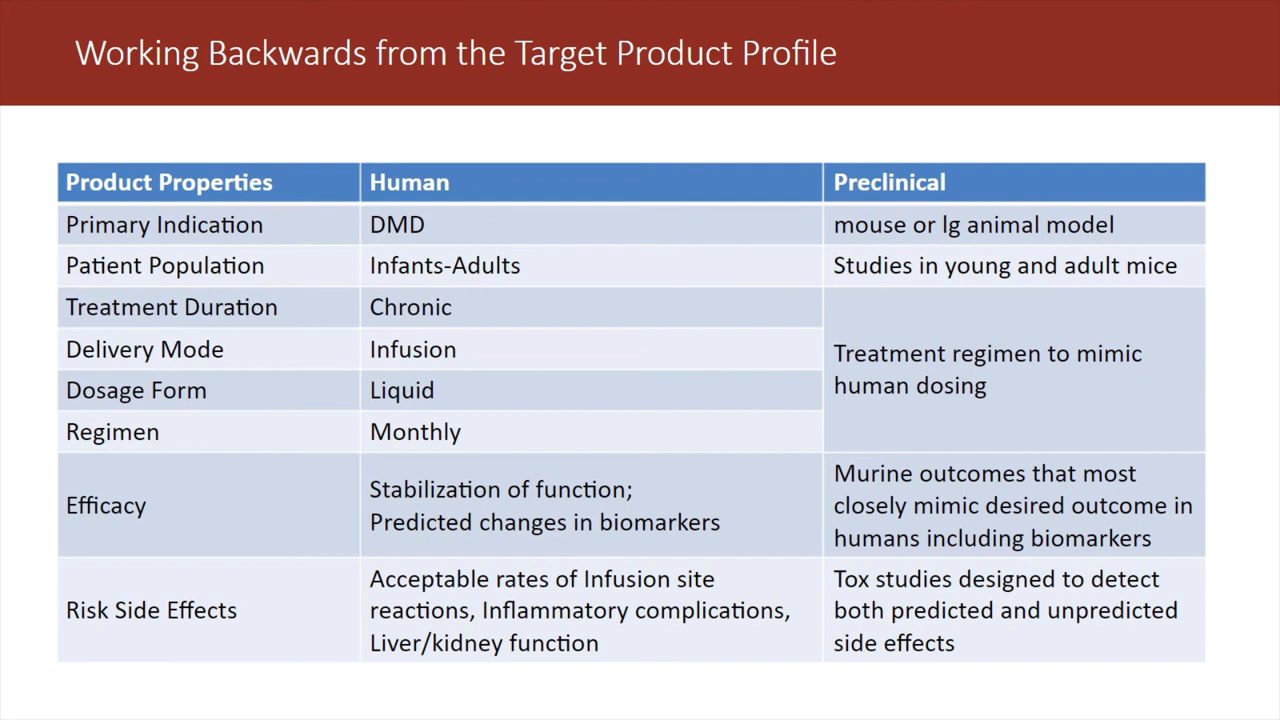 Working Backwards from the Target Product Profile
Product Properties Human Preclinical
Primary Indication DMD mouse or lg animal model
Patient Population Infants-Adults Studies in young and adult mice
Treatment Duration Chronic
Delivery Mode Infusion
Treatment regimen to mimic
human dosing
Dosage Form Liquid
Regimen Monthly
Efficacy
Stabilization of function;
Predicted changes in biomarkers
Murine outcomes that most
closely mimic desired outcome in
humans including biomarkers
Risk Side Effects
Acceptable rates of Infusion site
reactions, Inflammatory complications,
Liver/kidney function
Tox studies designed to detect
both predicted and unpredicted
side effects